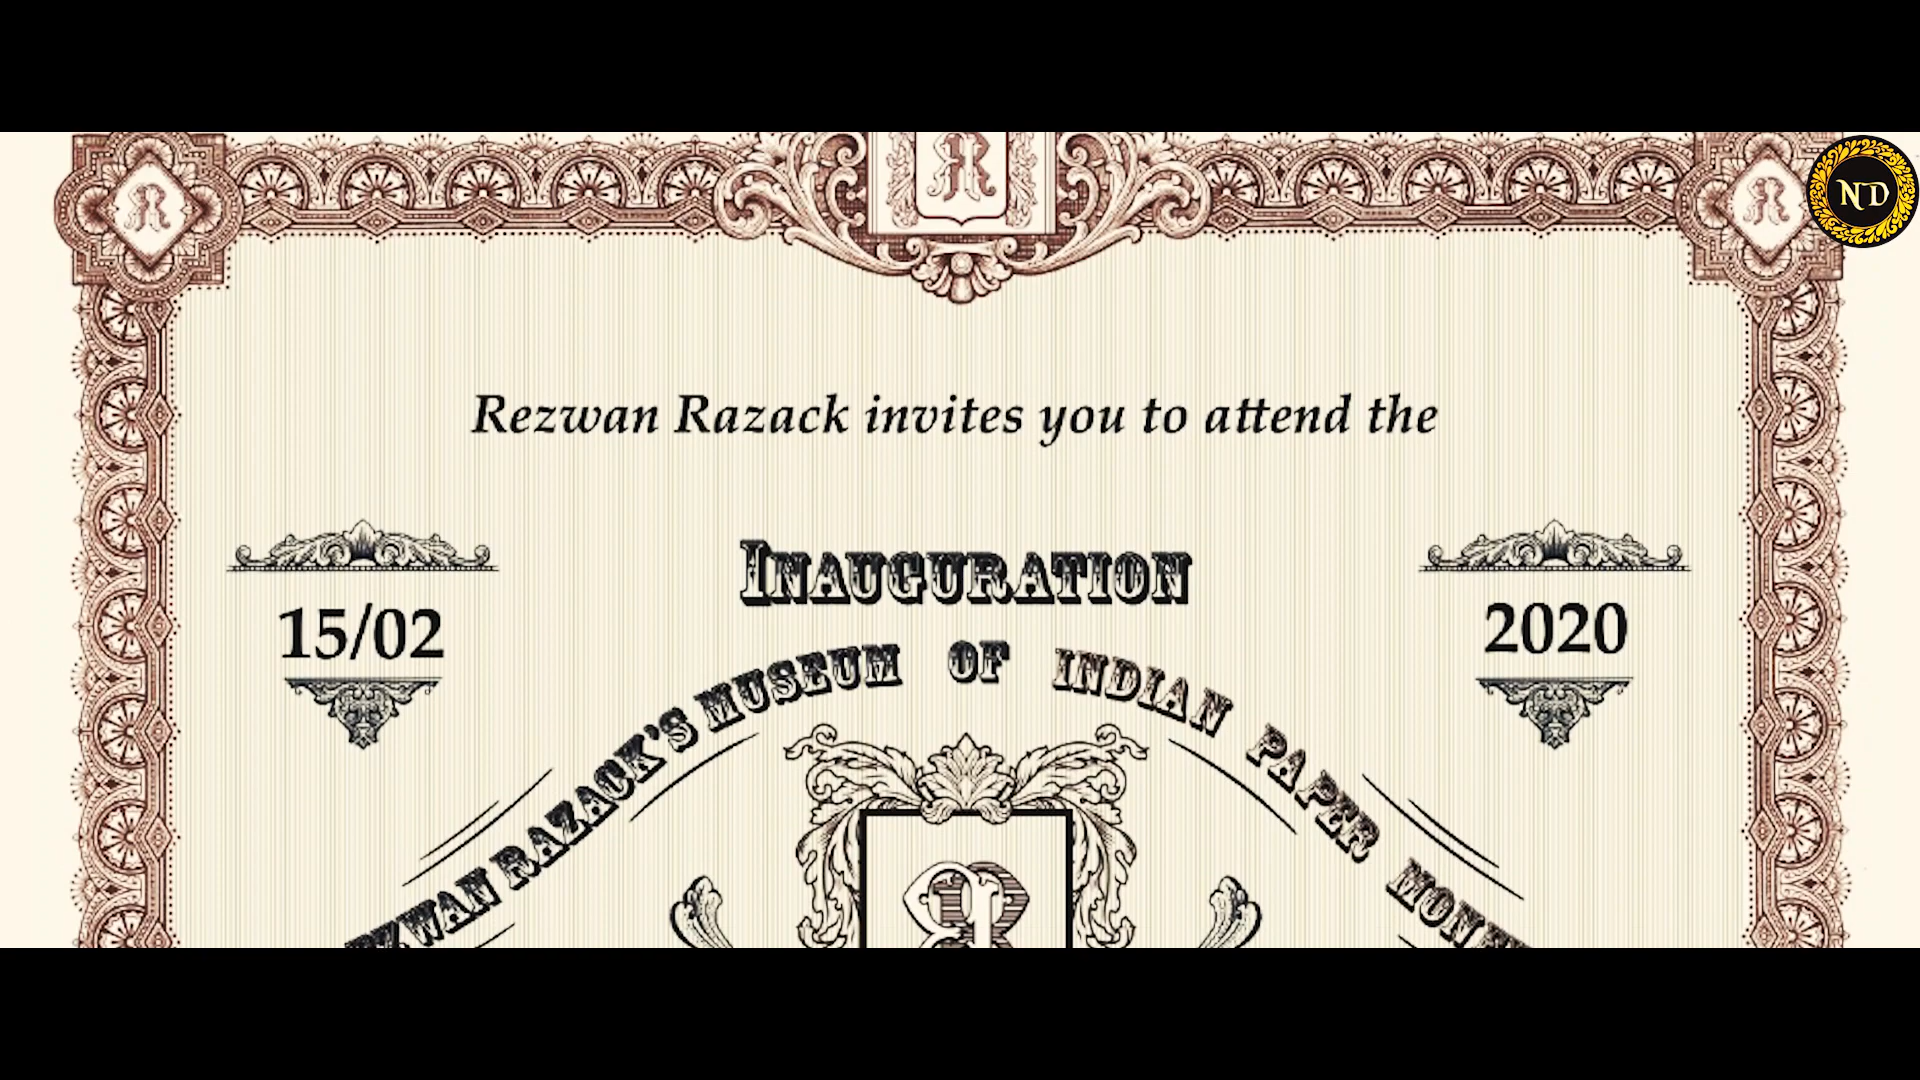 ND
Rezwan Razack invites you to attend the
INAUGURATION
15/02
2020
RAZACK'S MUSEUM OF INDIAN PAPER